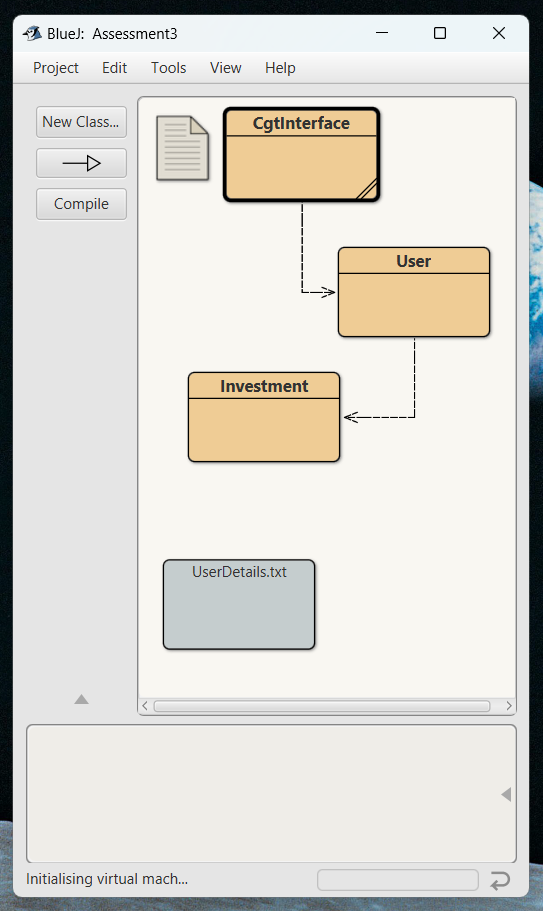 BlueJ: Assessment3
Project Edit Tools View Help
New Class...
Compile
CgtInterface
User
Investment
UserDetails.txt
Initialising virtual mach...